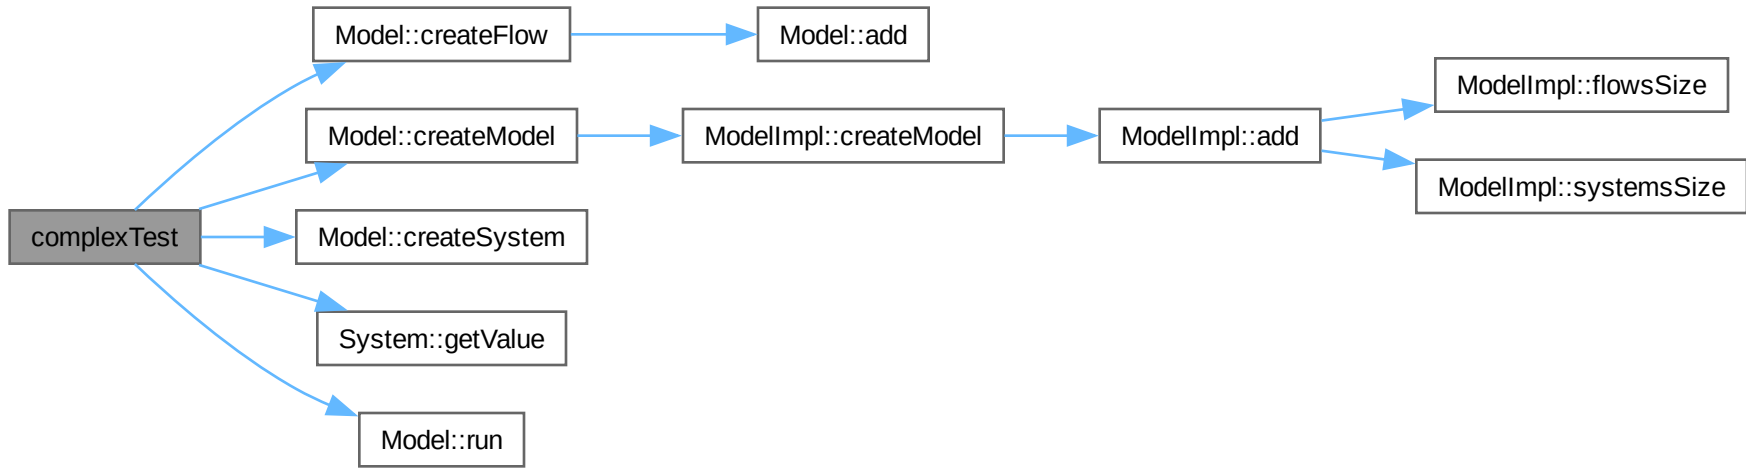 Model::createFlow
Model::add
ModelImpl::flowsSize
Model::createModel
ModelImpl::createModel
ModelImpl::add
ModelImpl::systemsSize
complexTest
Model::createSystem
System::getValue
Model::run